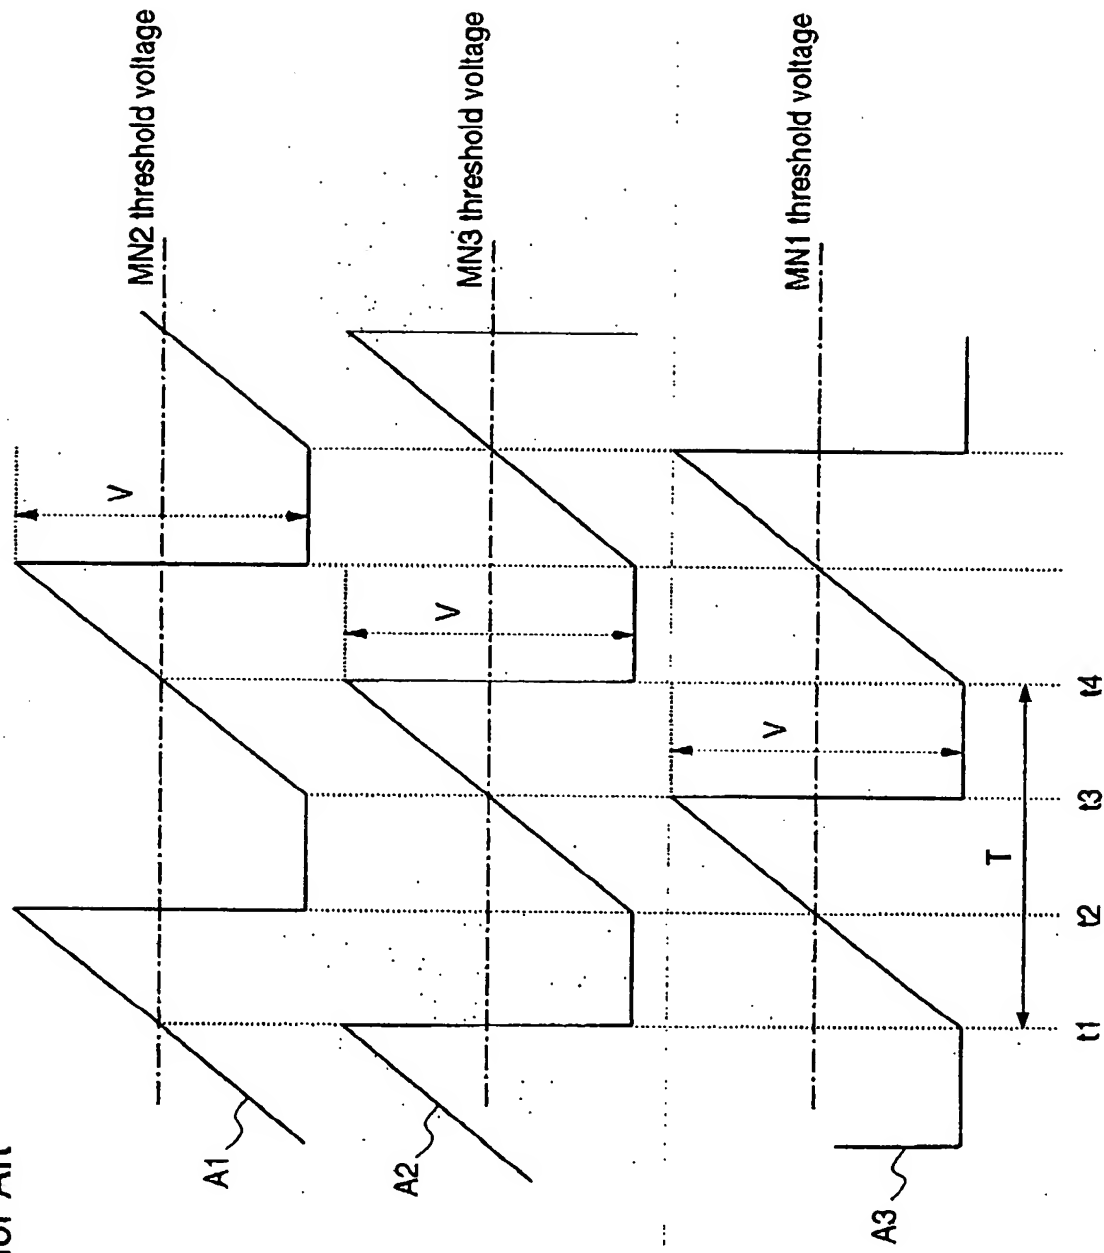 MN2 threshold voltage
V
A1
MN3 threshold voltage
V
A2
MN1 threshold voltage
V
A3
T
t1
t2
t3
t4